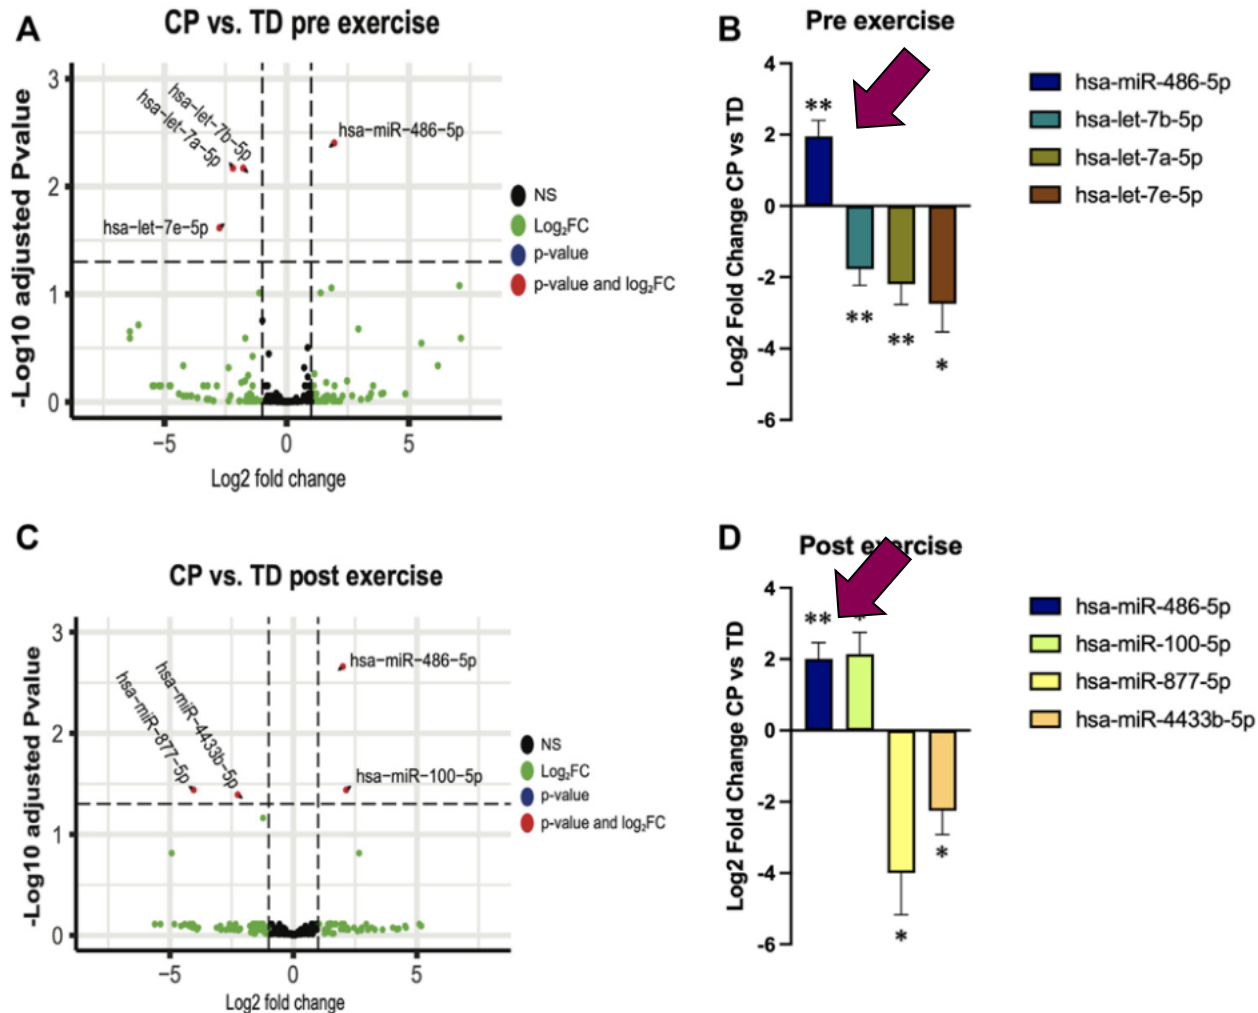 A
CP vs. TD pre exercise
-Log10 adjusted Pvalue
3
2
1
0
−5
0
5
Log2 fold change
hsa−let−7b−5p
hsa−let−7a−5p
hsa−miR−486−5p
hsa−let−7e−5p
NS
Log₂FC
p-value
p-value and log₂FC
B
Pre exercise
Log2 Fold Change CP vs TD
4
2
0
-2
-4
-6
**
**
**
*
hsa-miR-486-5p
hsa-let-7b-5p
hsa-let-7a-5p
hsa-let-7e-5p
C
CP vs. TD post exercise
-Log10 adjusted Pvalue
3
2
1
0
−5
0
5
Log2 fold change
hsa−miR−486−5p
hsa−miR−4433b−5p
hsa−miR−877−5p
hsa−miR−100−5p
NS
Log₂FC
p-value
p-value and log₂FC
D
Post exercise
Log2 Fold Change CP vs TD
4
2
0
-2
-4
-6
**
*
*
*
hsa-miR-486-5p
hsa-miR-100-5p
hsa-miR-877-5p
hsa-miR-4433b-5p